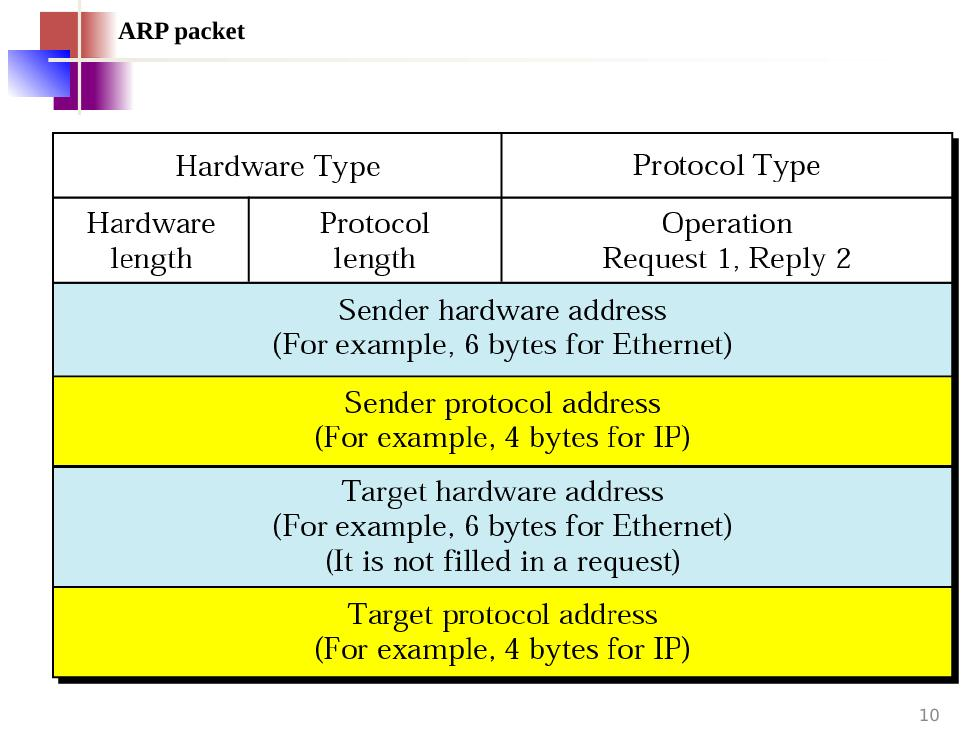 ARP packet
Hardware Type
Protocol Type
Hardware
length
Protocol
length
Operation
Request 1, Reply 2
Sender hardware address
(For example, 6 bytes for Ethernet)
Sender protocol address
(For example, 4 bytes for IP)
Target hardware address
(For example, 6 bytes for Ethernet)
(It is not filled in a request)
Target protocol address
(For example, 4 bytes for IP)
10